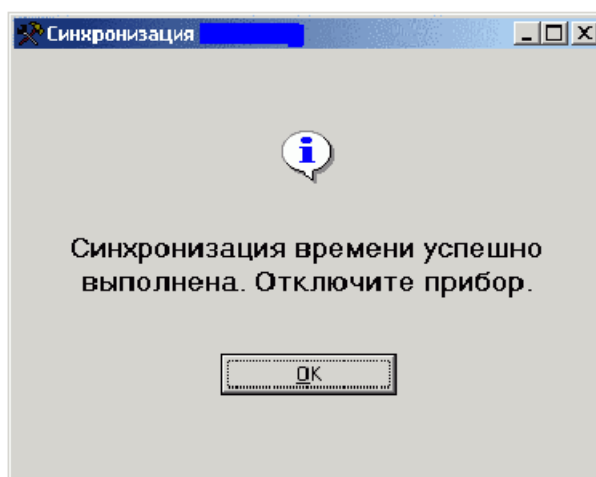 Синхронизация
Синхронизация времени успешно
выполнена. Отключите прибор.
OK